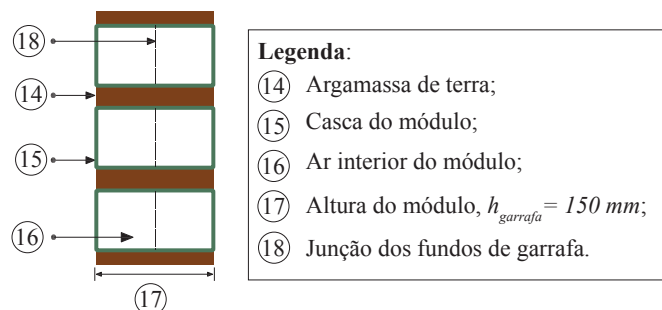 18
14
15
16
17
Legenda:
14 Argamassa de terra;
15 Casca do módulo;
16 Ar interior do módulo;
17 Altura do módulo, h_garrafa = 150 mm;
18 Junção dos fundos de garrafa.